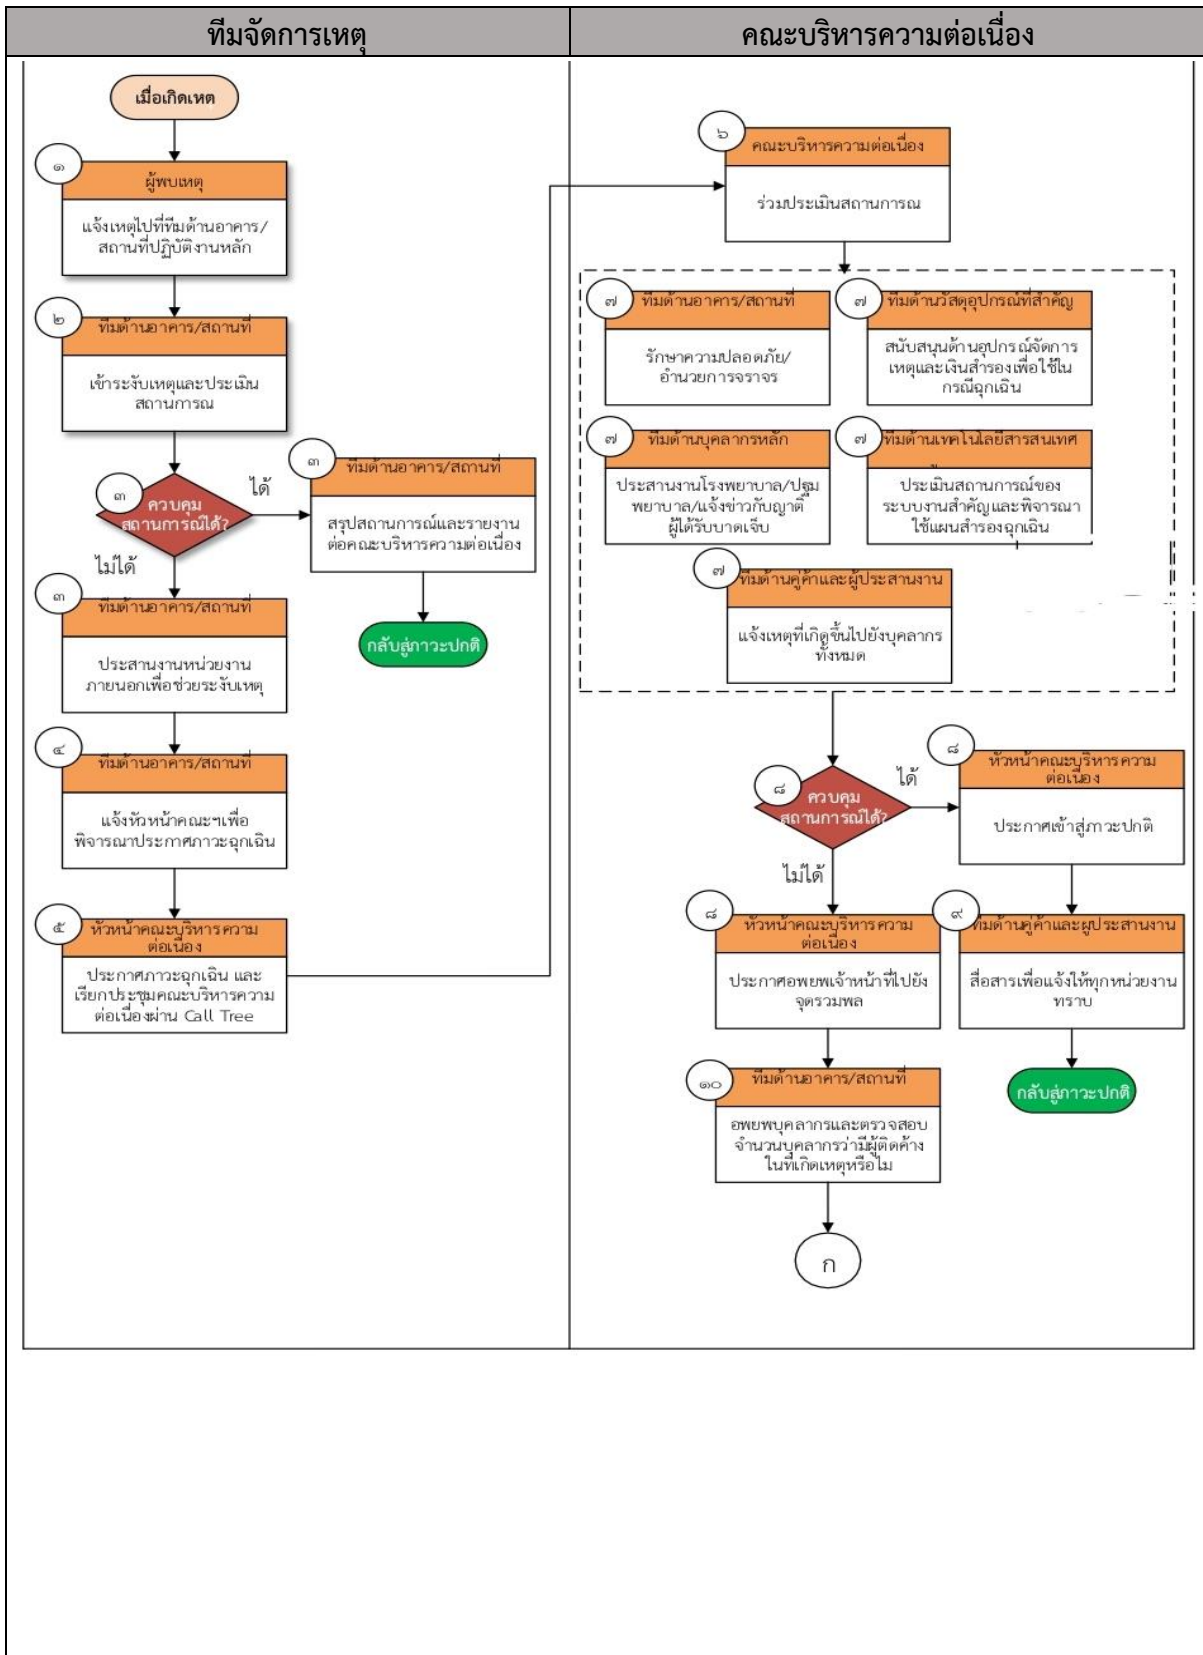 ทีมจัดการเหตุ
คณะบริหารความต่อเนื่อง
เมื่อเกิดเหตุ
๑
ผู้พบเหตุ
แจ้งเหตุไปที่ทีมด้านอาคาร/
สถานที่ปฏิบัติงานหลัก
๒
ทีมด้านอาคาร/สถานที่
เข้าระงับเหตุและประเมิน
สถานการณ
๓
ควบคุม
สถานการณ์ได้?
ได้
ไม่ได้
๓
ทีมด้านอาคาร/สถานที่
สรุปสถานการณ์และรายงาน
ต่อคณะบริหารความต่อเนื่อง
กลับสู่ภาวะปกติ
๓
ทีมด้านอาคาร/สถานที่
ประสานงานหน่วยงาน
ภายนอกเพื่อช่วยระงับเหตุ
๔
ทีมด้านอาคาร/สถานที่
แจ้งหัวหน้าคณะฯเพื่อ
พิจารณาประกาศภาวะฉุกเฉิน
๕
หัวหน้าคณะบริหารความ
ต่อเนื่อง
ประกาศภาวะฉุกเฉิน และ
เรียกประชุมคณะบริหารความ
ต่อเนื่องผ่าน Call Tree
๖
คณะบริหารความต่อเนื่อง
ร่วมประเมินสถานการณ
๗
ทีมด้านอาคาร/สถานที่
รักษาความปลอดภัย/
อำนวยการจราจร
๗
ทีมด้านวัสดุอุปกรณ์ที่สำคัญ
สนับสนุนด้านอุปกรณ์จัดการ
เหตุและเงินสำรองเพื่อใช้ใน
กรณีฉุกเฉิน
๗
ทีมด้านบุคลากรหลัก
ประสานงานโรงพยาบาล/ปฐม
พยาบาล/แจ้งข่าวกับญาติ
ผู้ได้รับบาดเจ็บ
๗
ทีมด้านเทคโนโลยีสารสนเทศ
ประเมินสถานการณ์ของ
ระบบงานสำคัญและพิจารณา
ใช้แผนสำรองฉุกเฉิน
๗
ทีมด้านคู่ค้าและผู้ประสานงาน
แจ้งเหตุที่เกิดขึ้นไปยังบุคลากร
ทั้งหมด
๘
ควบคุม
สถานการณ์ได้?
ได้
ไม่ได้
๘
หัวหน้าคณะบริหารความ
ต่อเนื่อง
ประกาศเข้าสู่ภาวะปกติ
๘
หัวหน้าคณะบริหารความ
ต่อเนื่อง
ประกาศอพยพเจ้าหน้าที่ไปยัง
จุดรวมพล
๙
ทีมด้านคู่ค้าและผู้ประสานงาน
สื่อสารเพื่อแจ้งให้ทุกหน่วยงาน
ทราบ
กลับสู่ภาวะปกติ
๑๐
ทีมด้านอาคาร/สถานที่
อพยพบุคลากรและตรวจสอบ
จำนวนบุคลากรว่ามีผู้ติดค้าง
ในที่เกิดเหตุหรือไม
ก